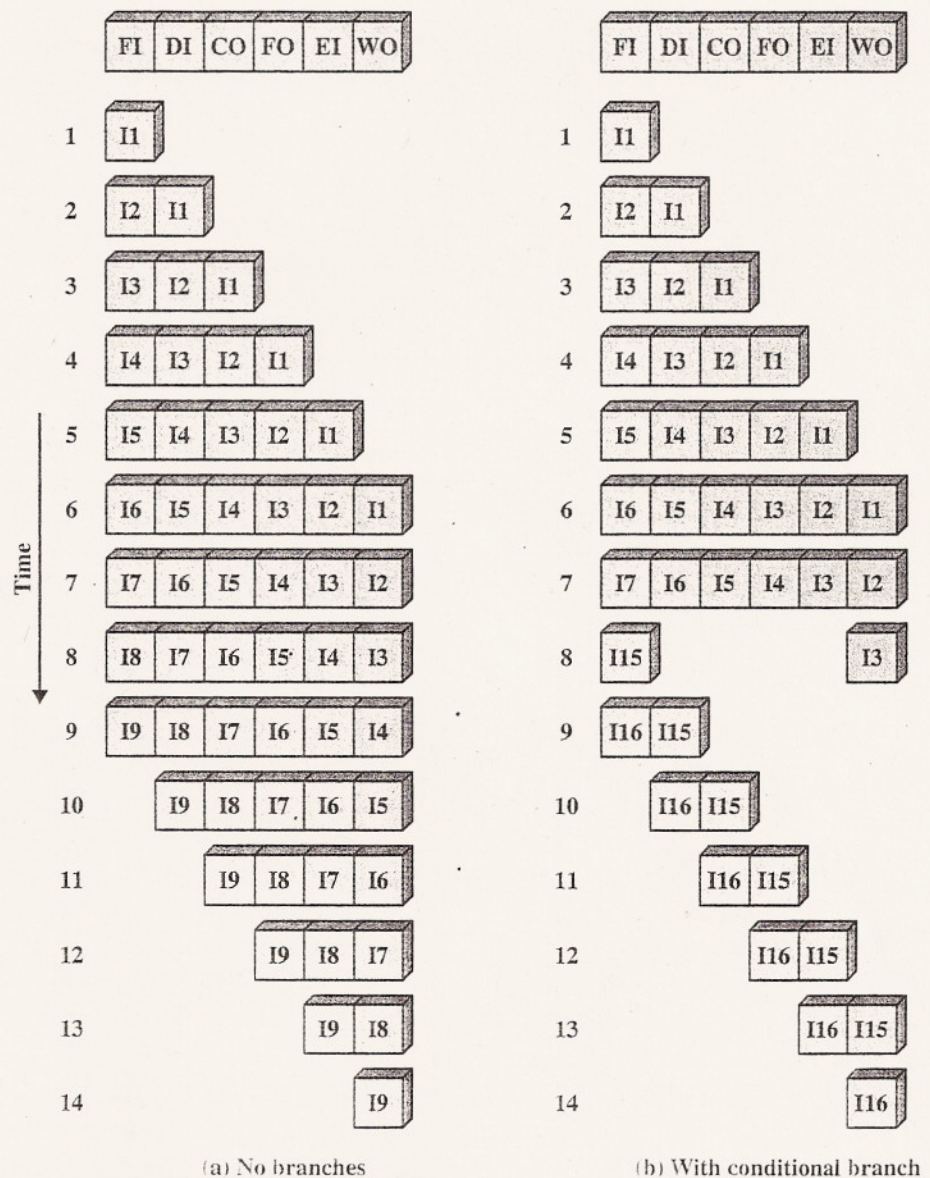 FI DI CO FO EI WO
1 I1
2 I2 I1
3 I3 I2 I1
4 I4 I3 I2 I1
5 I5 I4 I3 I2 I1
6 I6 I5 I4 I3 I2 I1
7 I7 I6 I5 I4 I3 I2
8 I8 I7 I6 I5 I4 I3
9 I9 I8 I7 I6 I5 I4
10 I9 I8 I7 I6 I5
11 I9 I8 I7 I6
12 I9 I8 I7
13 I9 I8
14 I9
Time
(a) No branches
FI DI CO FO EI WO
1 I1
2 I2 I1
3 I3 I2 I1
4 I4 I3 I2 I1
5 I5 I4 I3 I2 I1
6 I6 I5 I4 I3 I2 I1
7 I7 I6 I5 I4 I3 I2
8 I15 I3
9 I16 I15
10 I16 I15
11 I16 I15
12 I16 I15
13 I16 I15
14 I16
(b) With conditional branch